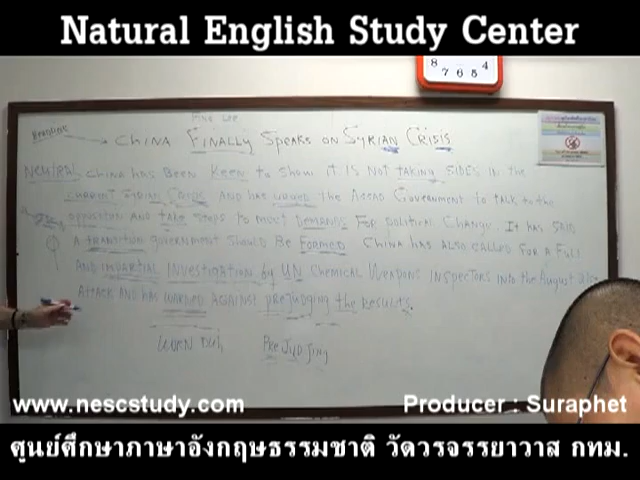 Natural English Study Center
8 7 6 5 4
FINE LEE
Headline
CHINA FINALLY SPEAKS ON SYRIAN CRISIS
NEUTRAL CHINA HAS BEEN KEEN TO SHOW IT IS NOT TAKING SIDES IN THE
CURRENT SYRIAN CRISIS AND HAS URGED THE ASSAD GOVERNMENT TO TALK TO THE
OPPOSITION AND TAKE STEPS TO MEET DEMANDS FOR POLITICAL CHANGE. IT HAS SAID
A TRANSITION GOVERNMENT SHOULD BE FORMED. CHINA HAS ALSO CALLED FOR A FULL
AND IMPARTIAL INVESTIGATION by UN CHEMICAL WEAPONS INSPECTORS INTO THE AUGUST
ATTACK AND HAS WARNED AGAINST PREJUDGING THE RESULTS.
PRE JUD JING
www.nescstudy.com
Producer : Suraphet
ศูนย์ศึกษาภาษาอังกฤษธรรมชาติ วัดวรจรรยาวาส กทม.